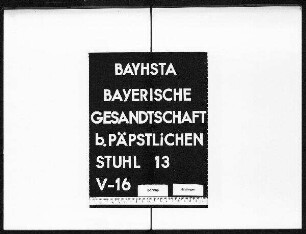 BAYHSTA
BAYERISCHE
GESANDTSCHAFT
b. PÄPSTLiCHEN
STUHL 13
V-16